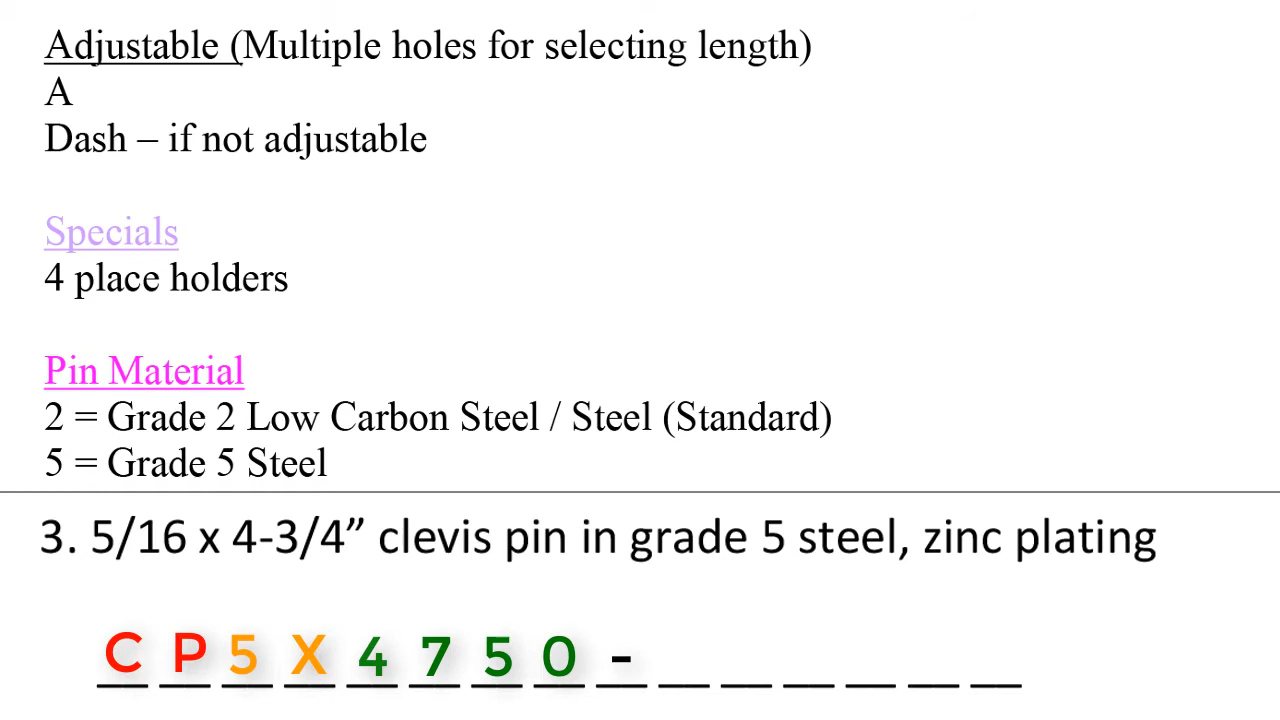 Adjustable (Multiple holes for selecting length)
A
Dash – if not adjustable
Specials
4 place holders
Pin Material
2 = Grade 2 Low Carbon Steel / Steel (Standard)
5 = Grade 5 Steel
3. 5/16 x 4-3/4” clevis pin in grade 5 steel, zinc plating
C P 5 X 4 7 5 0 -